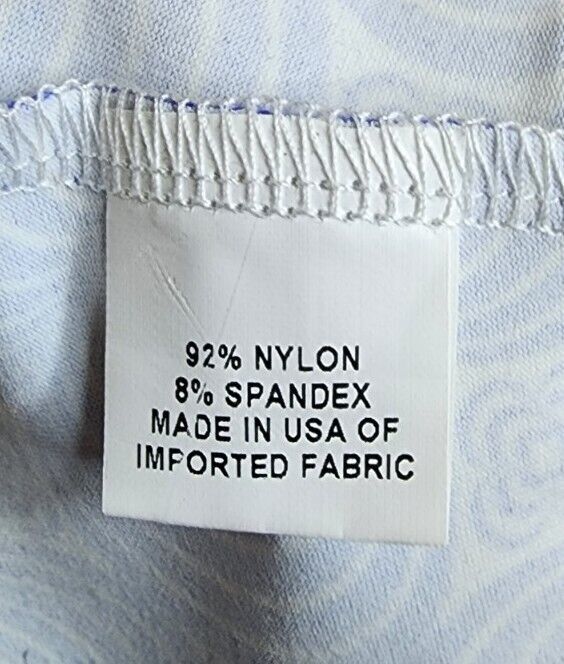 92% NYLON
8% SPANDEX
MADE IN USA OF
IMPORTED FABRIC